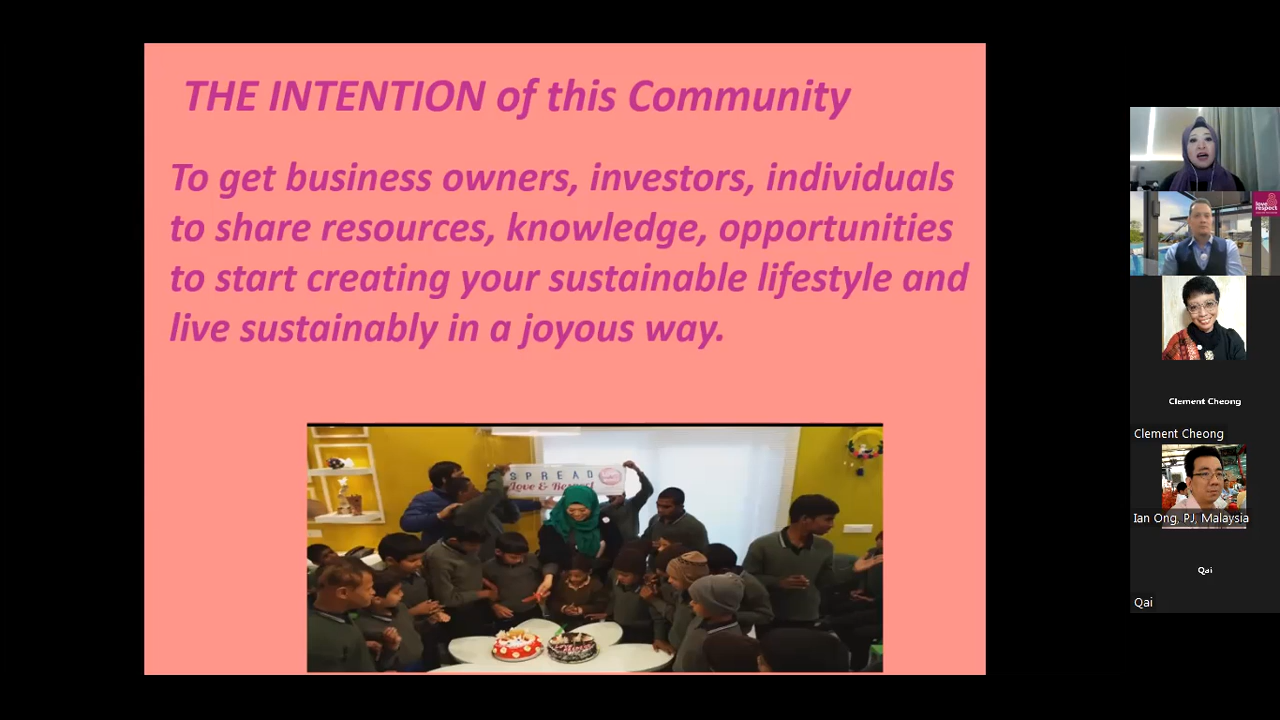 THE INTENTION of this Community
To get business owners, investors, individuals
to share resources, knowledge, opportunities
to start creating your sustainable lifestyle and
live sustainably in a joyous way.
SPREAD
Love & Respect
love
respect
Clement Cheong
Clement Cheong
Ian Ong, PJ, Malaysia
Qai
Qai